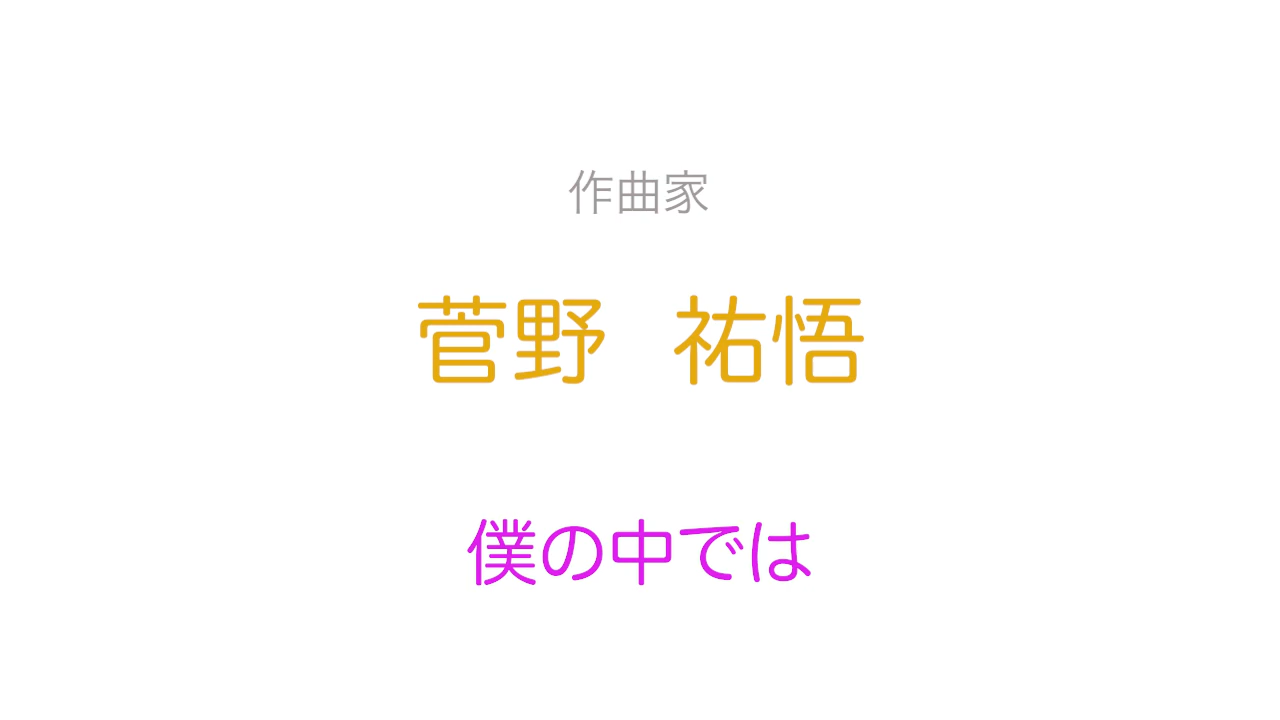 作曲家
菅野　祐悟
僕の中では